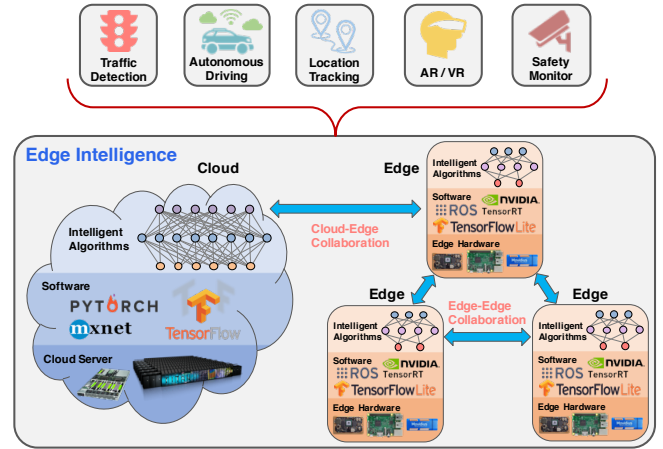 Traffic
Detection
Autonomous
Driving
Location
Tracking
AR / VR
Safety
Monitor
Edge Intelligence
Cloud
Intelligent
Algorithms
Software
PYTORCH
mxnet
TensorFlow
Cloud Server
Cloud-Edge
Collaboration
Edge
Intelligent
Algorithms
Software
NVIDIA.
ROS TensorRT
TensorFlowLite
Edge Hardware
Edge
Intelligent
Algorithms
Software
NVIDIA.
ROS TensorRT
TensorFlowLite
Edge Hardware
Edge-Edge
Collaboration
Edge
Intelligent
Algorithms
Software
NVIDIA.
ROS TensorRT
TensorFlowLite
Edge Hardware